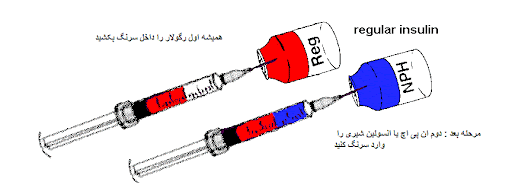 همیشه اول رگولار را داخل سرنگ بکشید
regular insulin
Reg
NPH
مرحله بعد : دوم ان پی اچ یا انسولین شیری را
وارد سرنگ کنید